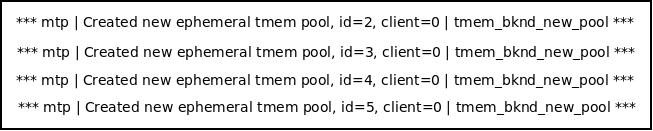 *** mtp | Created new ephemeral tmem pool, id=2, client=0 | tmem_bknd_new_pool ***
*** mtp | Created new ephemeral tmem pool, id=3, client=0 | tmem_bknd_new_pool ***
*** mtp | Created new ephemeral tmem pool, id=4, client=0 | tmem_bknd_new_pool ***
*** mtp | Created new ephemeral tmem pool, id=5, client=0 | tmem_bknd_new_pool ***